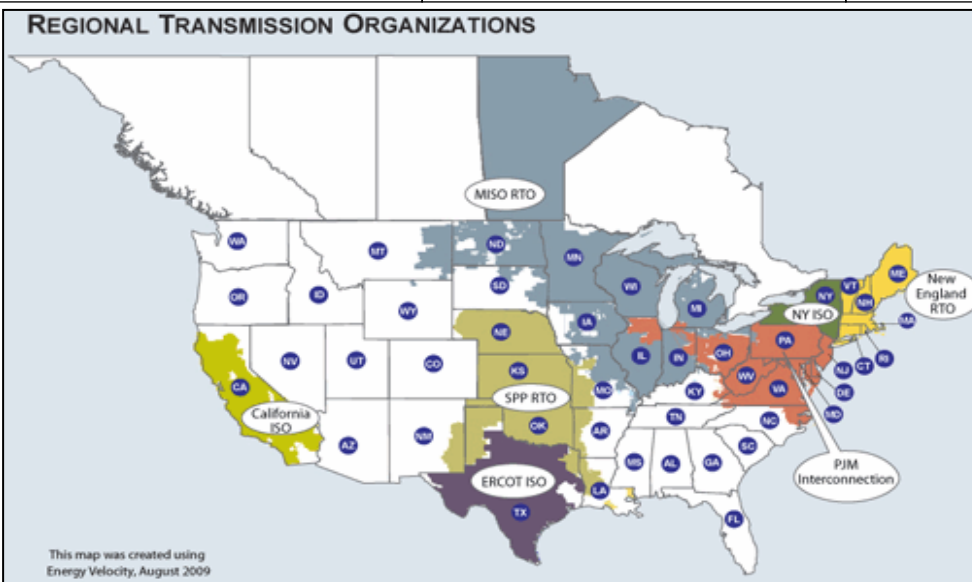 REGIONAL TRANSMISSION ORGANIZATIONS
MISO RTO
WA
MT
ND
MN
ME
New
England
RTO
OR
ID
SD
WI
NY
VT
NH
MA
WY
MI
NY ISO
IA
NE
PA
NV
UT
CO
IL
IN
OH
NJ
CT
RI
CA
KS
MO
WV
VA
DE
KY
MD
California
ISO
SPP RTO
OK
AR
TN
NC
AZ
NM
SC
MS
AL
GA
PJM
Interconnection
ERCOT ISO
LA
TX
FL
This map was created using
Energy Velocity, August 2009